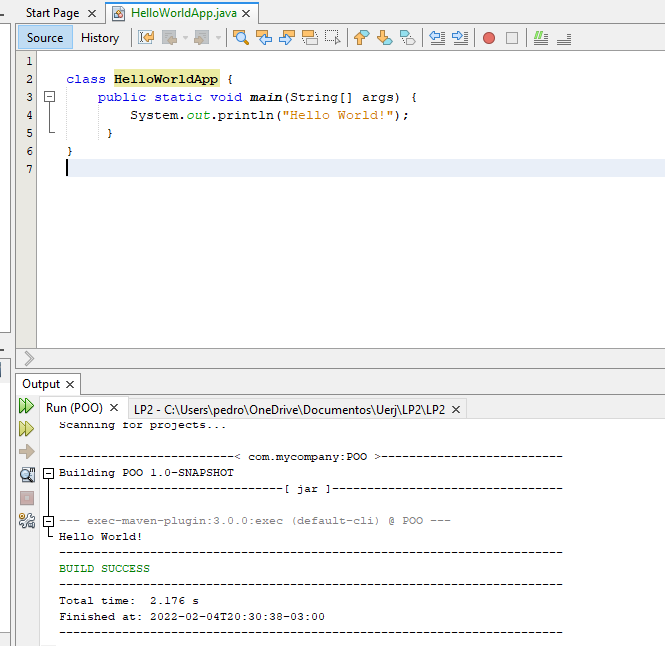 Start Page
HelloWorldApp.java
Source History
1
2 class HelloWorldApp {
3 public static void main(String[] args) {
4 System.out.println("Hello World!");
5 }
6 }
7
Output
Run (POO) LP2 - C:\Users\pedro\OneDrive\Documentos\Uerj\LP2\LP2
Scanning for projects...
-------------------------< com.mycompany:POO >--------------------------
Building POO 1.0-SNAPSHOT
--------------------------------[ jar ]---------------------------------
--- exec-maven-plugin:3.0.0:exec (default-cli) @ POO ---
Hello World!
------------------------------------------------------------------------
BUILD SUCCESS
------------------------------------------------------------------------
Total time:  2.176 s
Finished at: 2022-02-04T20:30:38-03:00
------------------------------------------------------------------------